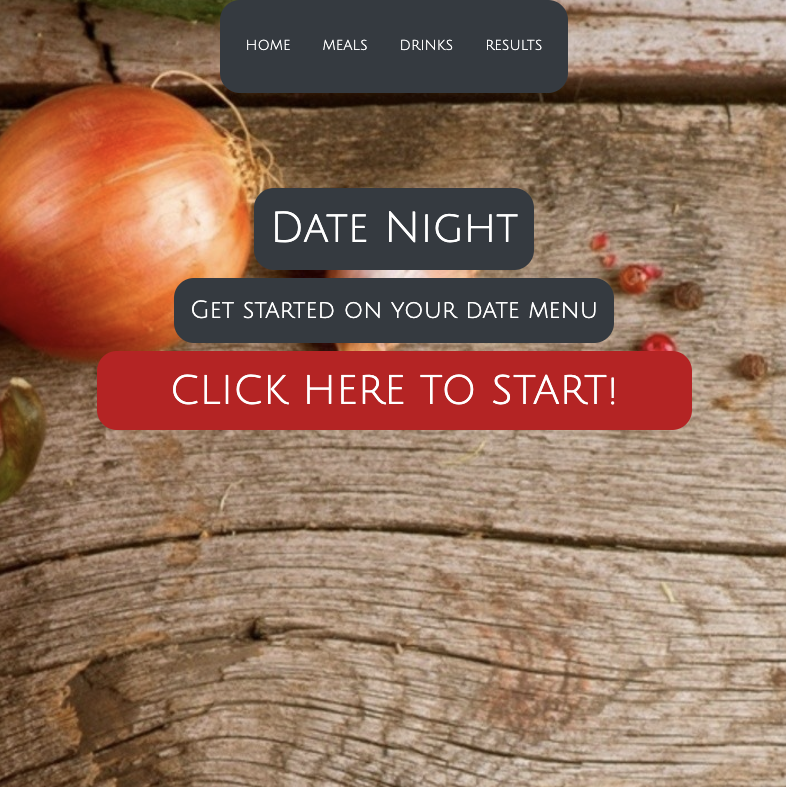 HOME MEALS DRINKS RESULTS
Date Night
Get started on your date menu
CLICK HERE TO START!